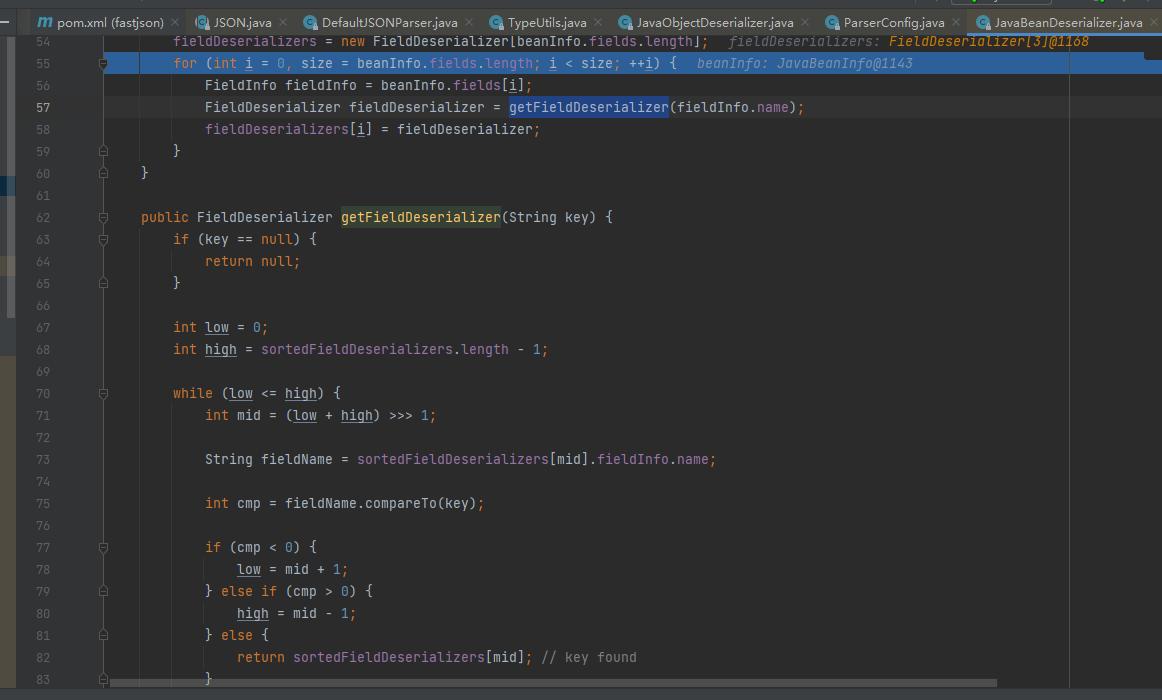 pom.xml (fastjson) JSON.java DefaultJSONParser.java TypeUtils.java JavaObjectDeserializer.java ParserConfig.java JavaBeanDeserializer.java
54 fieldDeserializers = new FieldDeserializer[beanInfo.fields.length]; fieldDeserializers: FieldDeserializer[3]@1168
55 for (int i = 0, size = beanInfo.fields.length; i < size; ++i) { beanInfo: JavaBeanInfo@1143
56 FieldInfo fieldInfo = beanInfo.fields[i];
57 FieldDeserializer fieldDeserializer = getFieldDeserializer(fieldInfo.name);
58 fieldDeserializers[i] = fieldDeserializer;
59 }
60 }
61
62 public FieldDeserializer getFieldDeserializer(String key) {
63 if (key == null) {
64 return null;
65 }
66
67 int low = 0;
68 int high = sortedFieldDeserializers.length - 1;
69
70 while (low <= high) {
71 int mid = (low + high) >>> 1;
72
73 String fieldName = sortedFieldDeserializers[mid].fieldInfo.name;
74
75 int cmp = fieldName.compareTo(key);
76
77 if (cmp < 0) {
78 low = mid + 1;
79 } else if (cmp > 0) {
80 high = mid - 1;
81 } else {
82 return sortedFieldDeserializers[mid]; // key found
83 }